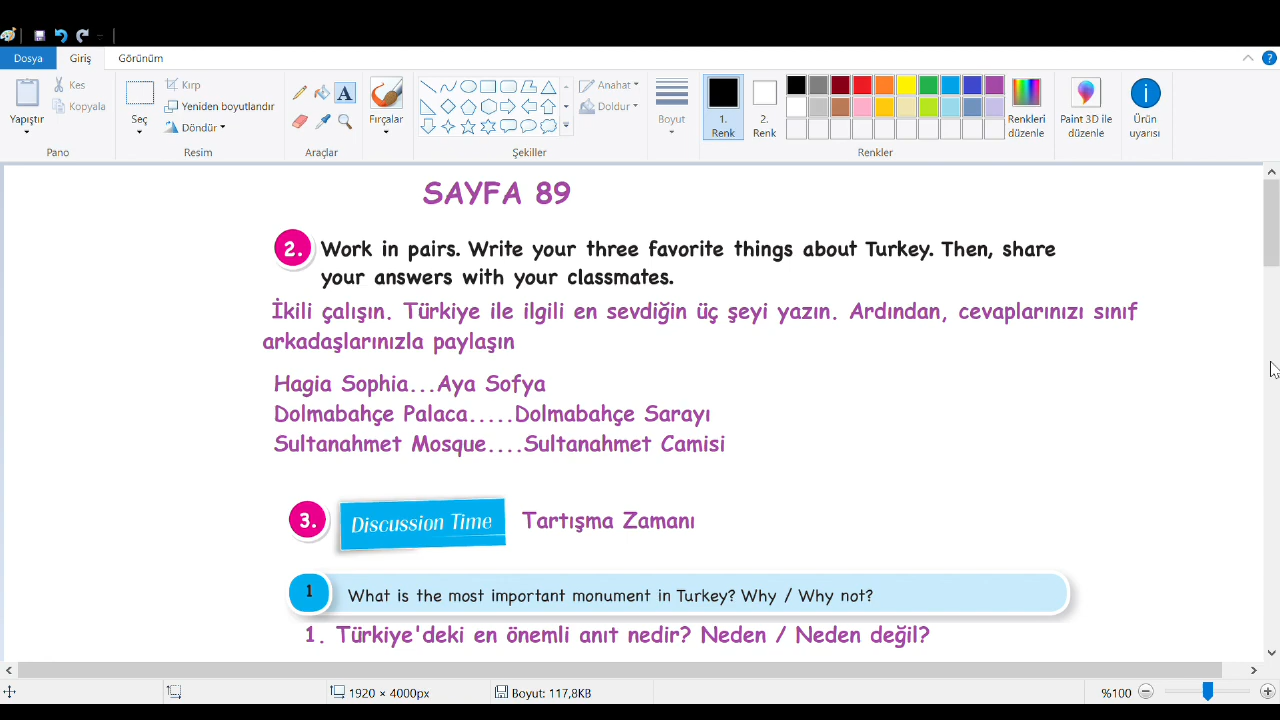 Dosya Giriş Görünüm
Yapıştır
Kes
Kopyala
Seç
Kırp
Yeniden boyutlandır
Döndür
A
Fırçalar
Anahat
Doldur
Boyut
1. Renk
2. Renk
Renkleri düzenle
Paint 3D ile düzenle
Ürün uyarısı
Pano Resim Araçlar Şekiller Renkler
SAYFA 89
2. Work in pairs. Write your three favorite things about Turkey. Then, share
your answers with your classmates.
İkili çalışın. Türkiye ile ilgili en sevdiğin üç şeyi yazın. Ardından, cevaplarınızı sınıf
arkadaşlarınızla paylaşın
Hagia Sophia...Aya Sofya
Dolmabahçe Palaca.....Dolmabahçe Sarayı
Sultanahmet Mosque....Sultanahmet Camisi
3. Discussion Time Tartışma Zamanı
1 What is the most important monument in Turkey? Why / Why not?
1. Türkiye'deki en önemli anıt nedir? Neden / Neden değil?
1920 × 4000px Boyut: 117,8KB %100